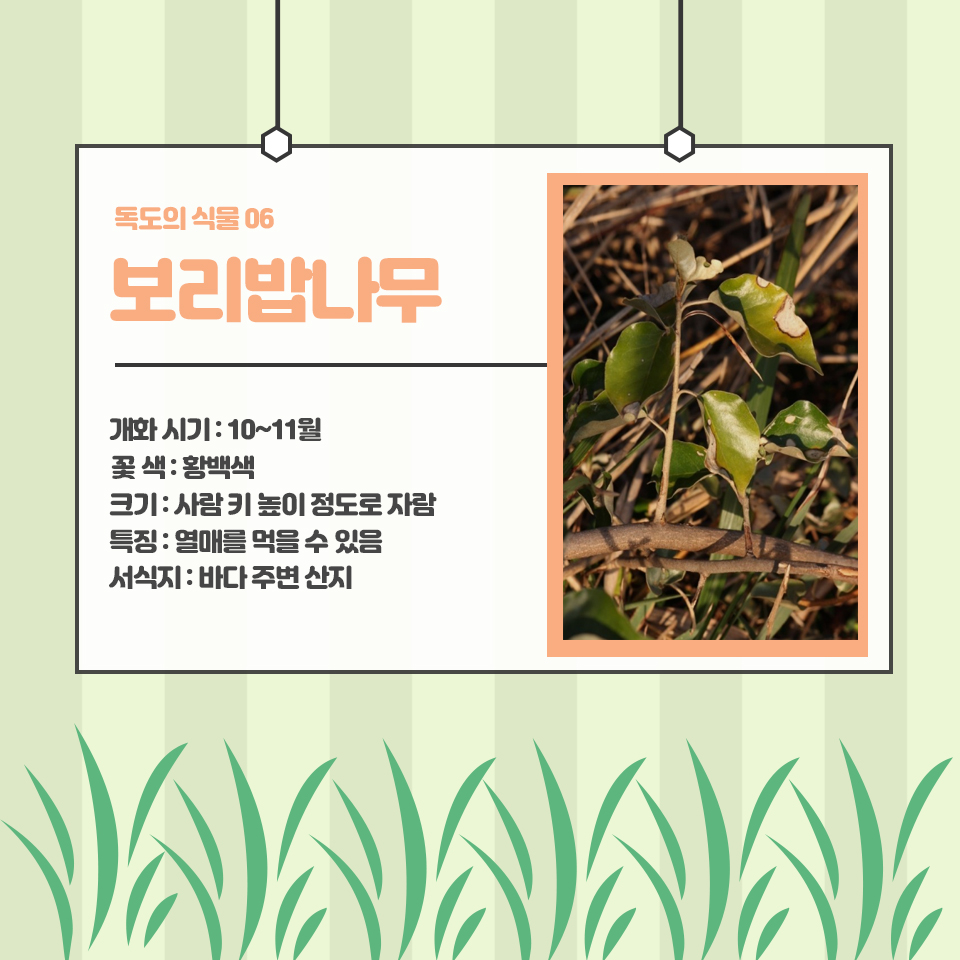 독도의 식물 06
보리밥나무
개화 시기 : 10~11월
꽃 색 : 황백색
크기 : 사람 키 높이 정도로 자람
특징 : 열매를 먹을 수 있음
서식지 : 바다 주변 산지